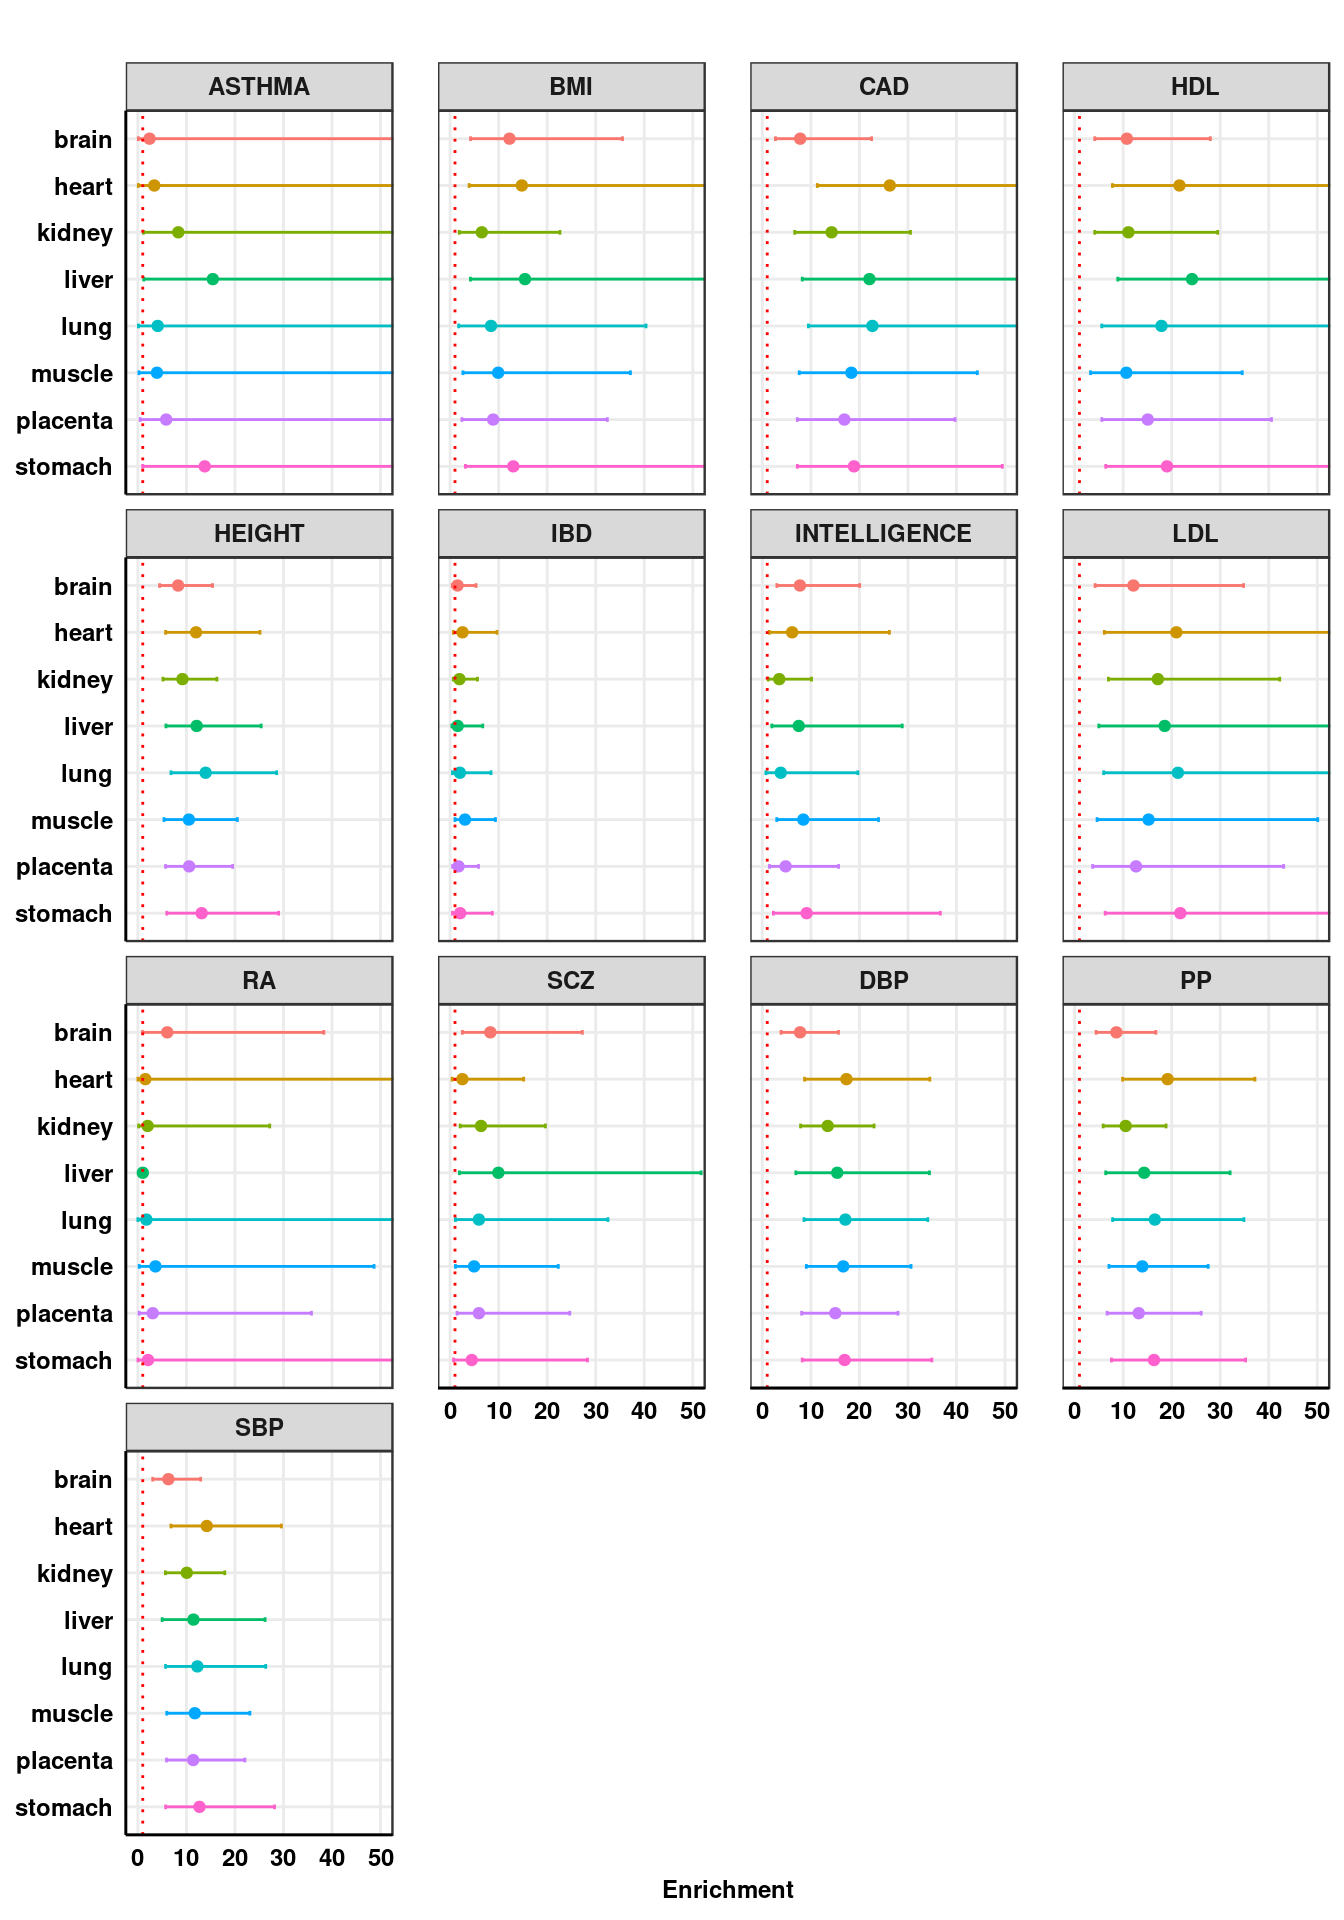 ASTHMA BMI CAD HDL
brain
heart
kidney
liver
lung
muscle
placenta
stomach
HEIGHT IBD INTELLIGENCE LDL
brain
heart
kidney
liver
lung
muscle
placenta
stomach
RA SCZ DBP PP
brain
heart
kidney
liver
lung
muscle
placenta
stomach
0 10 20 30 40 50 0 10 20 30 40 50 0 10 20 30 40 50
SBP
brain
heart
kidney
liver
lung
muscle
placenta
stomach
0 10 20 30 40 50
Enrichment